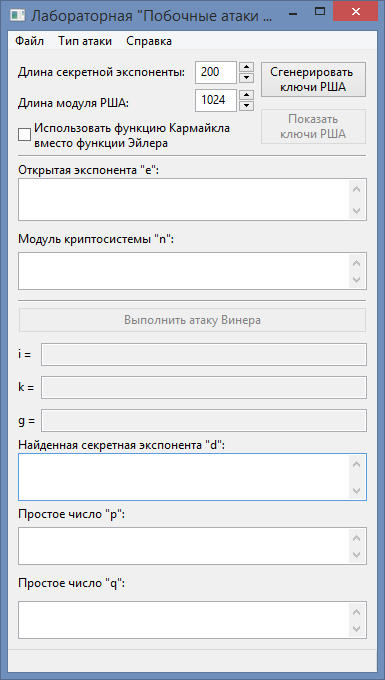 Лабораторная "Побочные атаки ...
Файл Тип атаки Справка
Длина секретной экспоненты: 200
Сгенерировать
ключи РША
Длина модуля РША: 1024
Использовать функцию Кармайкла
вместо функции Эйлера
Показать
ключи РША
Открытая экспонента "e":
Модуль криптосистемы "n":
Выполнить атаку Винера
i =
k =
g =
Найденная секретная экспонента "d":
Простое число "p":
Простое число "q":